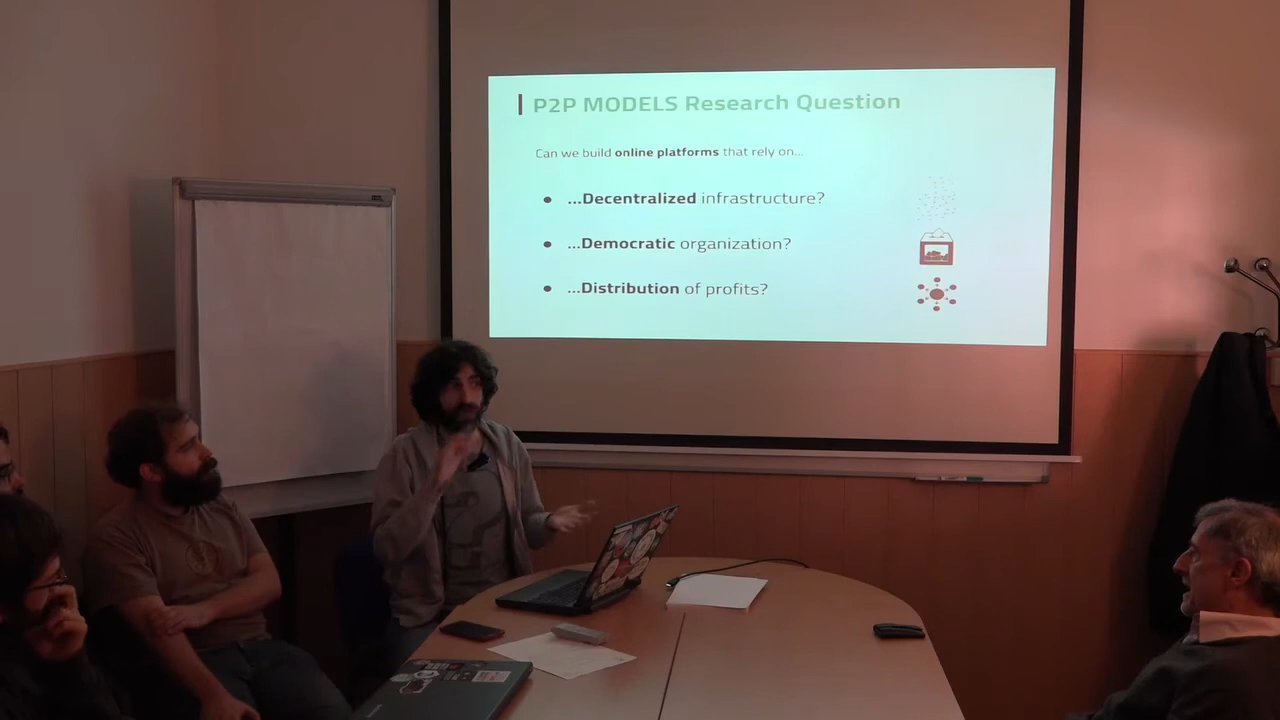 P2P MODELS Research Question
Can we build online platforms that rely on...
● ...Decentralized infrastructure?
● ...Democratic organization?
● ...Distribution of profits?